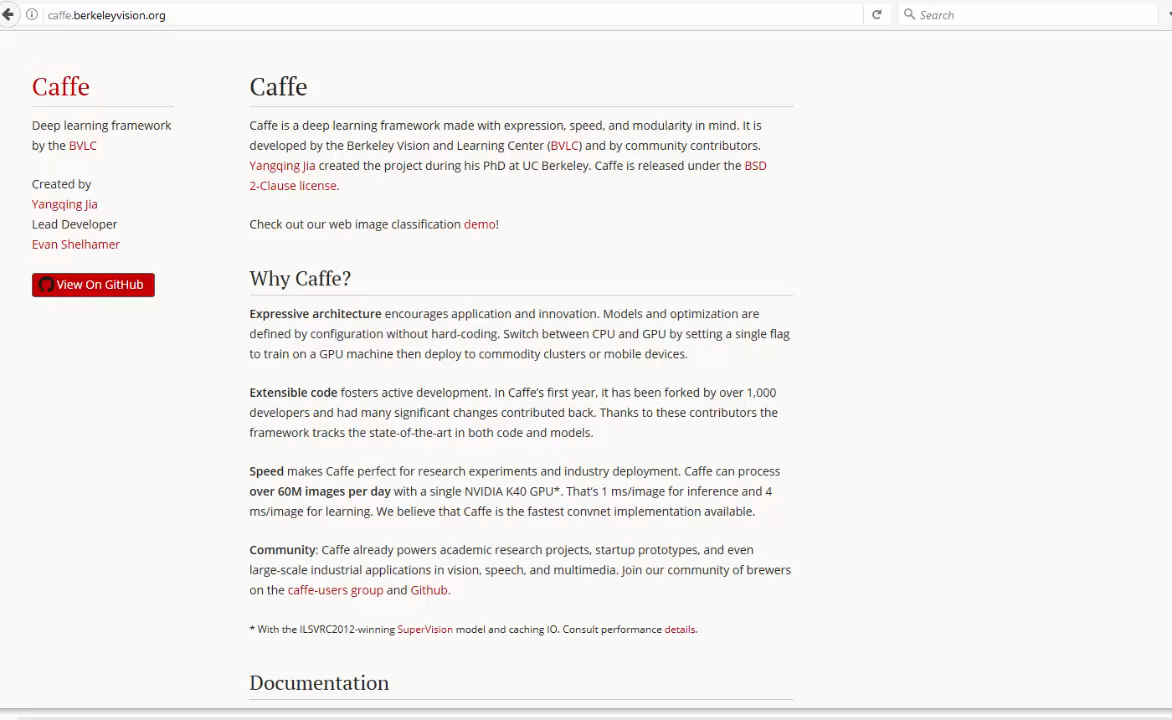 caffe.berkeleyvision.org
Search
Caffe
Deep learning framework
by the BVLC
Created by
Yangqing Jia
Lead Developer
Evan Shelhamer
View On GitHub
Caffe
Caffe is a deep learning framework made with expression, speed, and modularity in mind. It is
developed by the Berkeley Vision and Learning Center (BVLC) and by community contributors.
Yangqing Jia created the project during his PhD at UC Berkeley. Caffe is released under the BSD
2-Clause license.
Check out our web image classification demo!
Why Caffe?
Expressive architecture encourages application and innovation. Models and optimization are
defined by configuration without hard-coding. Switch between CPU and GPU by setting a single flag
to train on a GPU machine then deploy to commodity clusters or mobile devices.
Extensible code fosters active development. In Caffe's first year, it has been forked by over 1,000
developers and had many significant changes contributed back. Thanks to these contributors the
framework tracks the state-of-the-art in both code and models.
Speed makes Caffe perfect for research experiments and industry deployment. Caffe can process
over 60M images per day with a single NVIDIA K40 GPU*. That's 1 ms/image for inference and 4
ms/image for learning. We believe that Caffe is the fastest convnet implementation available.
Community: Caffe already powers academic research projects, startup prototypes, and even
large-scale industrial applications in vision, speech, and multimedia. Join our community of brewers
on the caffe-users group and Github.
* With the ILSVRC2012-winning SuperVision model and caching IO. Consult performance details.
Documentation